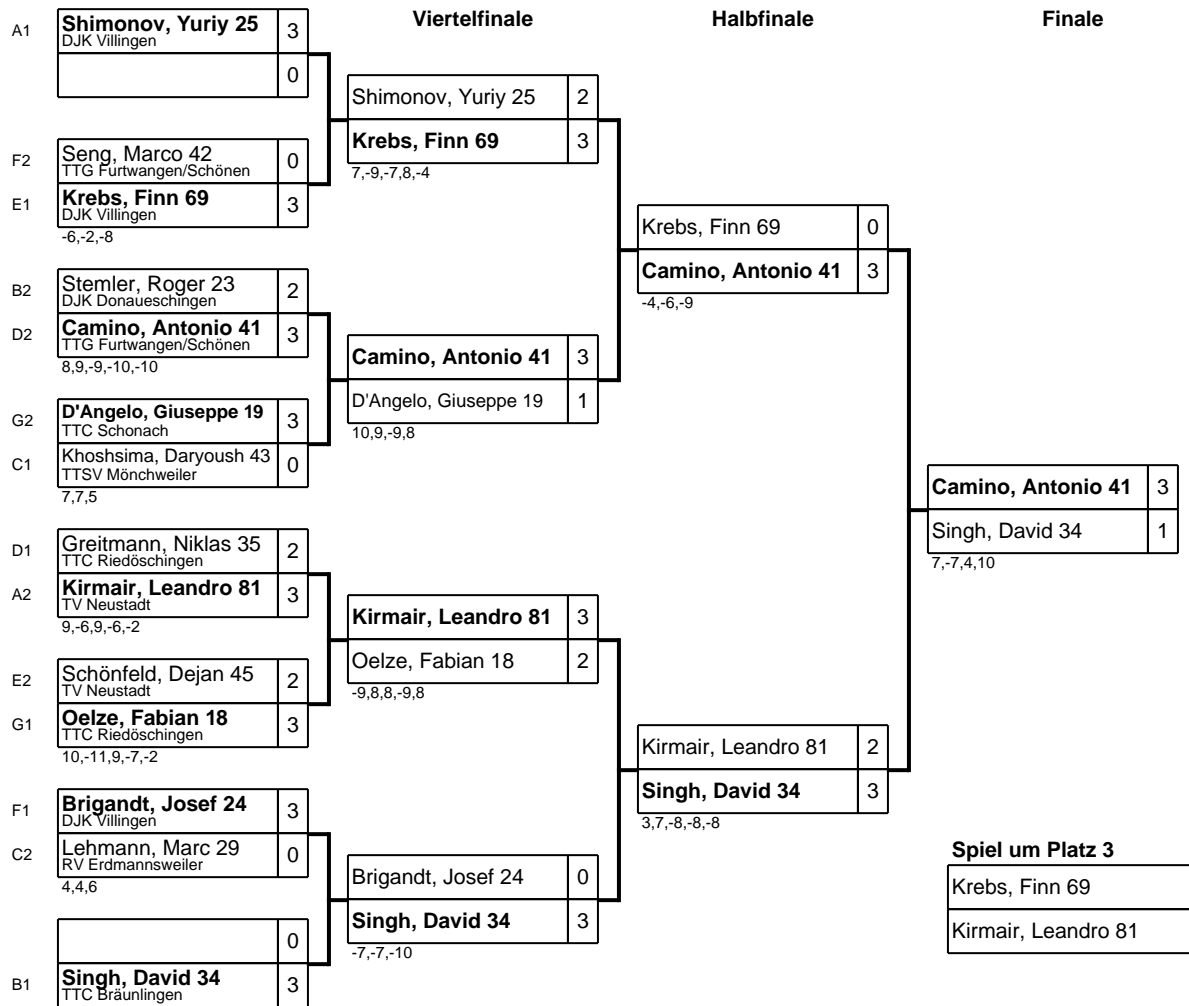 Viertelfinale
Halbfinale
Finale
A1
Shimonov, Yuriy 25
3
DJK Villingen
0
F2
Seng, Marco 42
0
TTG Furtwangen/Schönen
E1
Krebs, Finn 69
3
DJK Villingen
-6,-2,-8
B2
Stemler, Roger 23
2
DJK Donaueschingen
D2
Camino, Antonio 41
3
TTG Furtwangen/Schönen
8,9,-9,-10,-10
G2
D'Angelo, Giuseppe 19
3
TTC Schonach
C1
Khoshsima, Daryoush 43
0
TTSV Mönchweiler
7,7,5
D1
Greitmann, Niklas 35
2
TTC Riedöschingen
A2
Kirmair, Leandro 81
3
TV Neustadt
9,-6,9,-6,-2
E2
Schönfeld, Dejan 45
2
TV Neustadt
G1
Oelze, Fabian 18
3
TTC Riedöschingen
10,-11,9,-7,-2
F1
Brigandt, Josef 24
3
DJK Villingen
C2
Lehmann, Marc 29
0
RV Erdmannsweiler
4,4,6
0
B1
Singh, David 34
3
TTC Bräunlingen
Shimonov, Yuriy 25
2
Krebs, Finn 69
3
7,-9,-7,8,-4
Camino, Antonio 41
3
D'Angelo, Giuseppe 19
1
10,9,-9,8
Kirmair, Leandro 81
3
Oelze, Fabian 18
2
-9,8,8,-9,8
Brigandt, Josef 24
0
Singh, David 34
3
-7,-7,-10
Krebs, Finn 69
0
Camino, Antonio 41
3
-4,-6,-9
Kirmair, Leandro 81
2
Singh, David 34
3
3,7,-8,-8,-8
Camino, Antonio 41
3
Singh, David 34
1
7,-7,4,10
Spiel um Platz 3
Krebs, Finn 69
Kirmair, Leandro 81